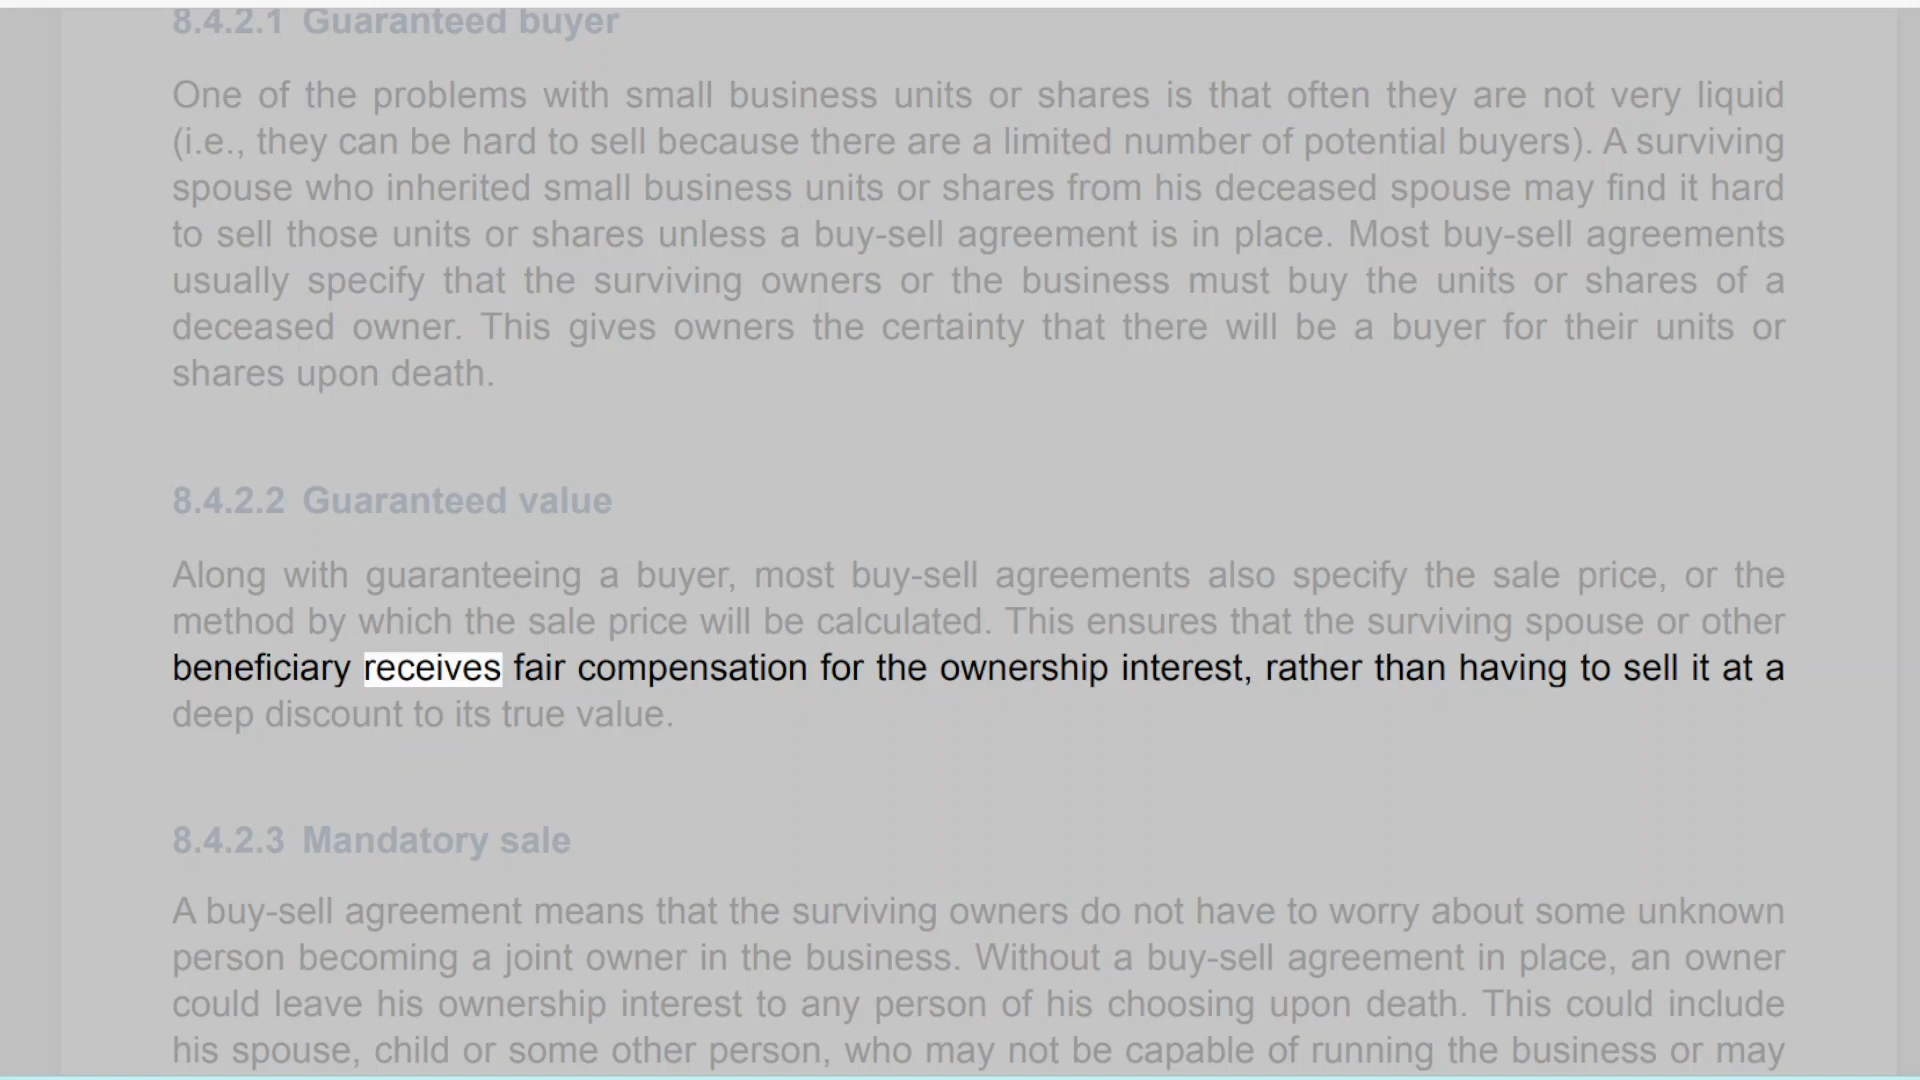 8.4.2.1 Guaranteed buyer
One of the problems with small business units or shares is that often they are not very liquid
(i.e., they can be hard to sell because there are a limited number of potential buyers). A surviving
spouse who inherited small business units or shares from his deceased spouse may find it hard
to sell those units or shares unless a buy-sell agreement is in place. Most buy-sell agreements
usually specify that the surviving owners or the business must buy the units or shares of a
deceased owner. This gives owners the certainty that there will be a buyer for their units or
shares upon death.
8.4.2.2 Guaranteed value
Along with guaranteeing a buyer, most buy-sell agreements also specify the sale price, or the
method by which the sale price will be calculated. This ensures that the surviving spouse or other
beneficiary receives fair compensation for the ownership interest, rather than having to sell it at a
deep discount to its true value.
8.4.2.3 Mandatory sale
A buy-sell agreement means that the surviving owners do not have to worry about some unknown
person becoming a joint owner in the business. Without a buy-sell agreement in place, an owner
could leave his ownership interest to any person of his choosing upon death. This could include
his spouse, child or some other person, who may not be capable of running the business or may